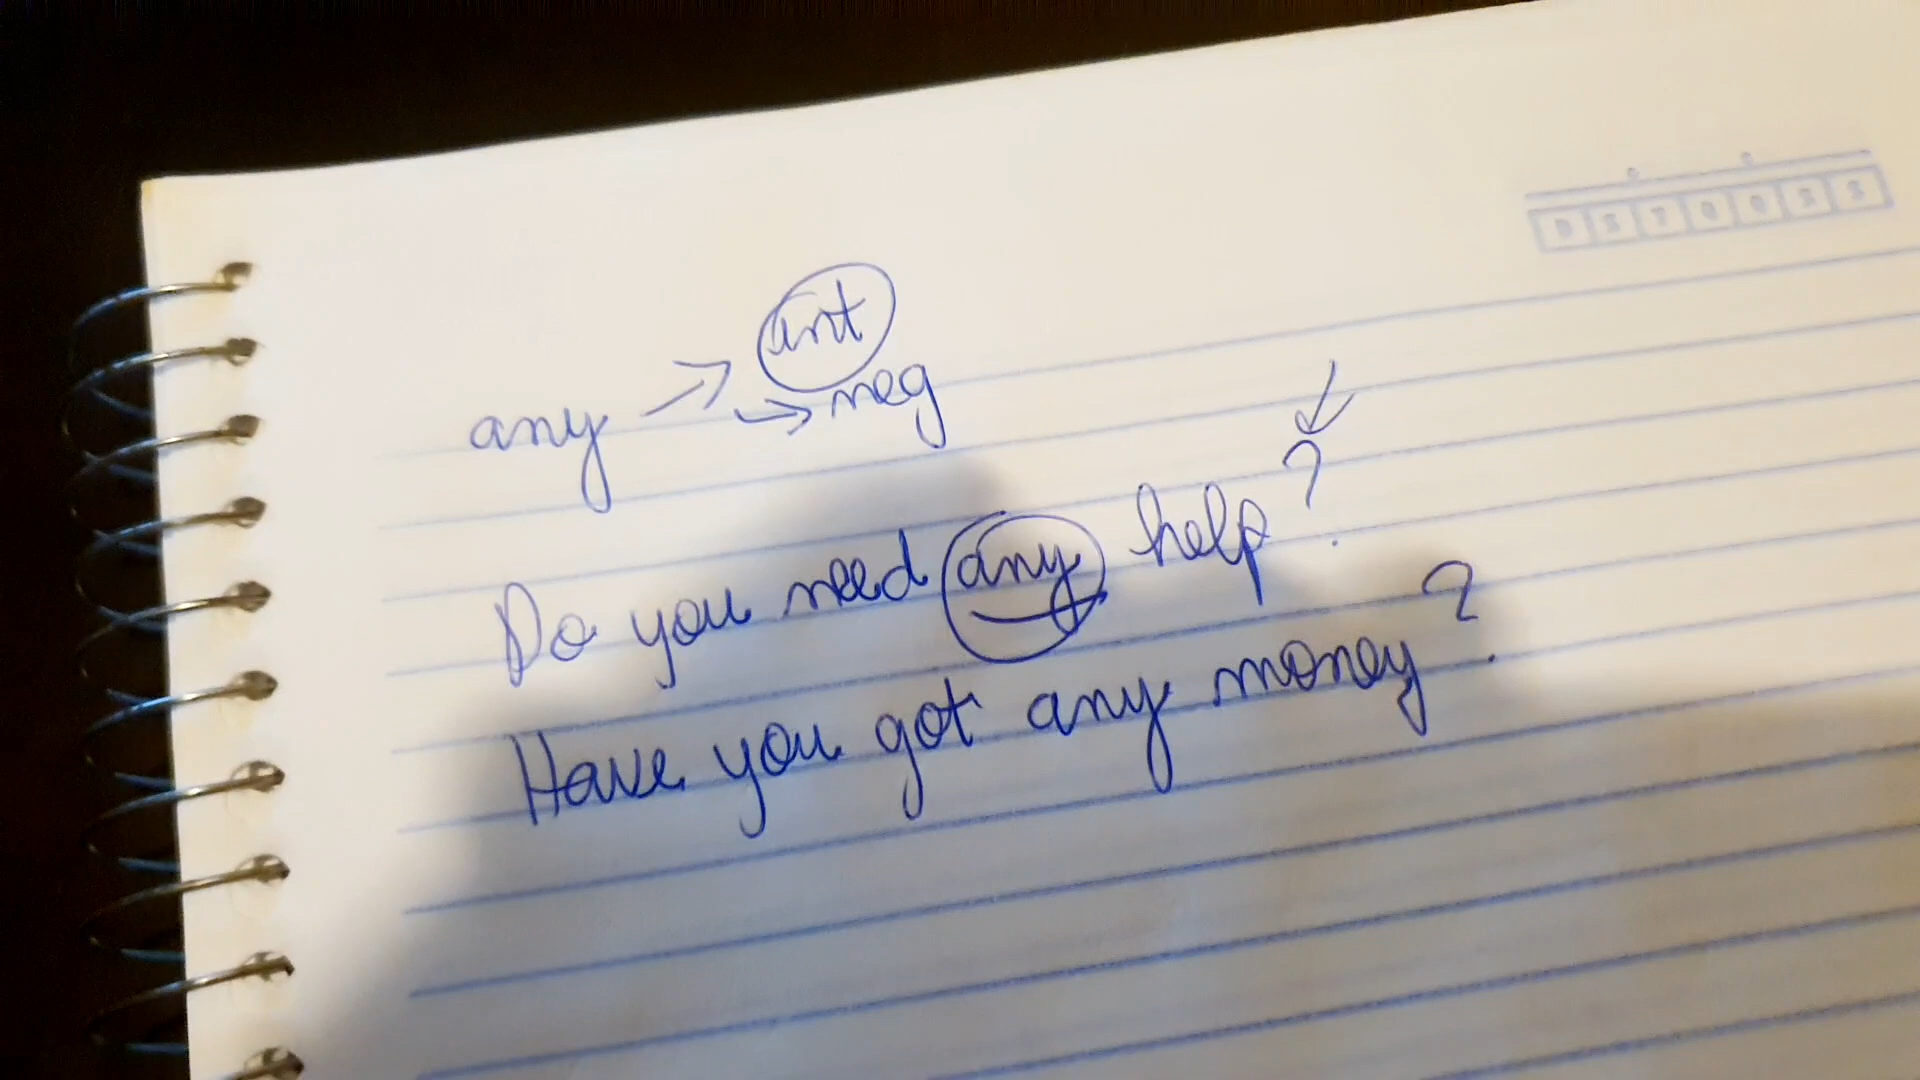 any → int
→ neg
Do you need any help?
Have you got any money?
D S T Q Q S S